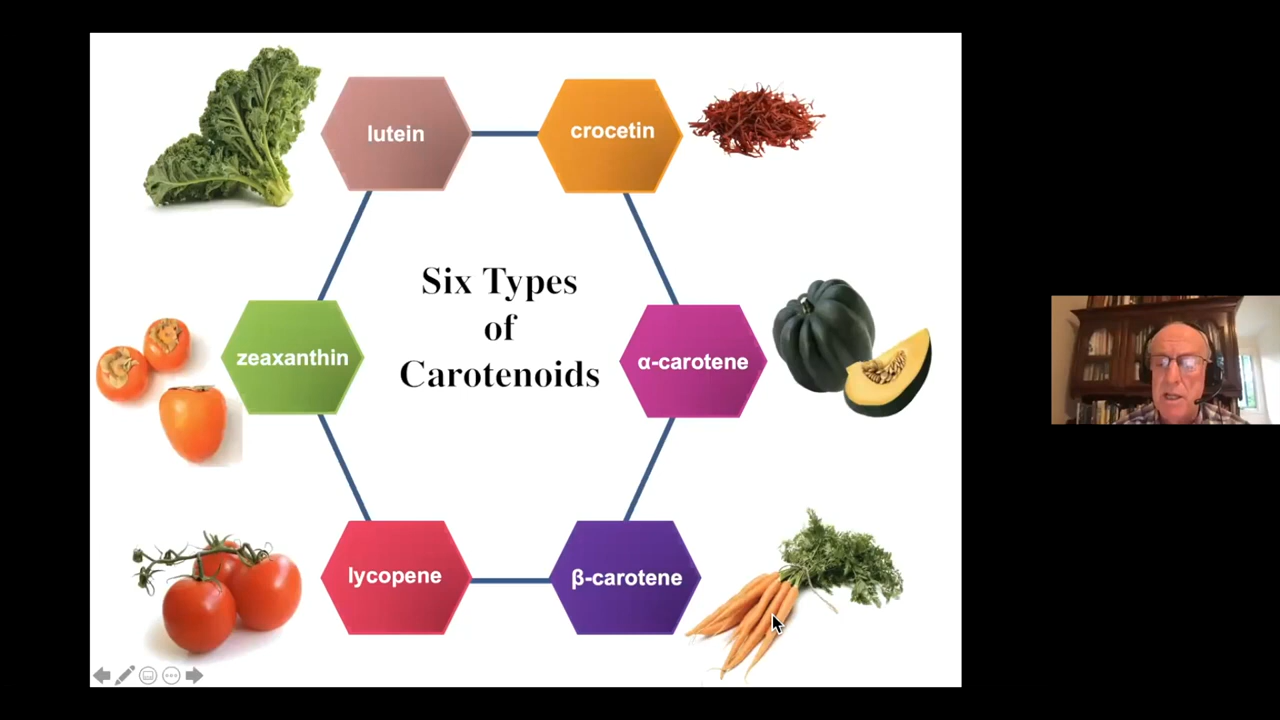 lutein
crocetin
Six Types
of
Carotenoids
zeaxanthin
α-carotene
lycopene
β-carotene